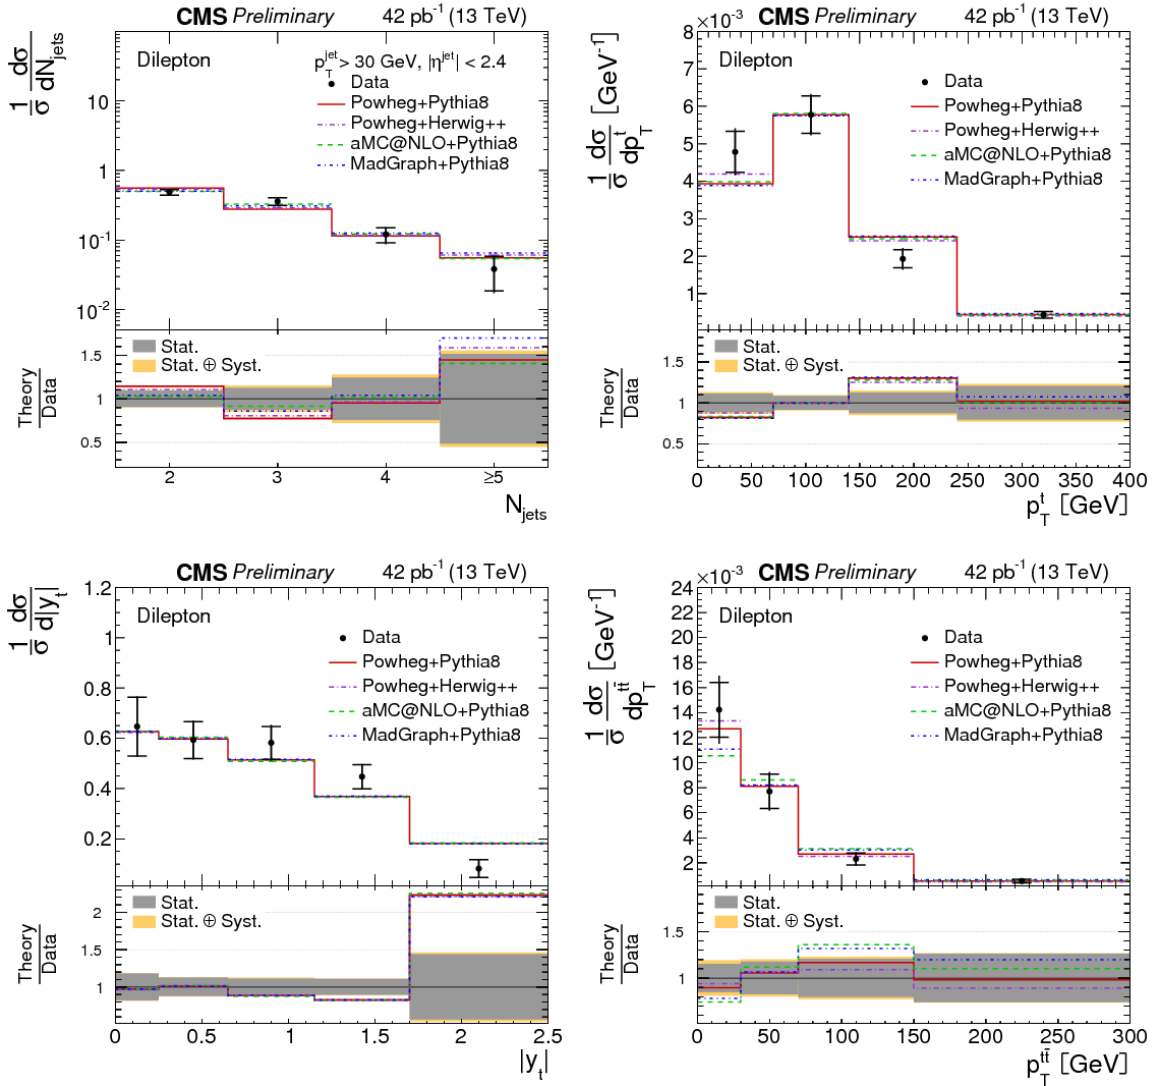 CMS Preliminary 42 pb⁻¹ (13 TeV)
1/σ dσ/dN_jets
Dilepton
p_T^jet > 30 GeV, |η^jet| < 2.4
Data
Powheg+Pythia8
Powheg+Herwig++
aMC@NLO+Pythia8
MadGraph+Pythia8
10
1
10⁻¹
10⁻²
Stat.
Stat. ⊕ Syst.
Theory/Data
1.5
1
0.5
2 3 4 ≥5
N_jets
CMS Preliminary 42 pb⁻¹ (13 TeV)
×10⁻³
1/σ dσ/dp_T^t [GeV⁻¹]
Dilepton
Data
Powheg+Pythia8
Powheg+Herwig++
aMC@NLO+Pythia8
MadGraph+Pythia8
8
7
6
5
4
3
2
1
Stat.
Stat. ⊕ Syst.
Theory/Data
1.5
1
0.5
0 50 100 150 200 250 300 350 400
p_T^t [GeV]
CMS Preliminary 42 pb⁻¹ (13 TeV)
1/σ dσ/d|y_t|
Dilepton
Data
Powheg+Pythia8
Powheg+Herwig++
aMC@NLO+Pythia8
MadGraph+Pythia8
1.2
1
0.8
0.6
0.4
0.2
Stat.
Stat. ⊕ Syst.
Theory/Data
2
1.5
1
0 0.5 1 1.5 2 2.5
|y_t|
CMS Preliminary 42 pb⁻¹ (13 TeV)
×10⁻³
1/σ dσ/dp_T^tt̄ [GeV⁻¹]
Dilepton
Data
Powheg+Pythia8
Powheg+Herwig++
aMC@NLO+Pythia8
MadGraph+Pythia8
24
22
20
18
16
14
12
10
8
6
4
2
Stat.
Stat. ⊕ Syst.
Theory/Data
1.5
1
0 50 100 150 200 250 300
p_T^tt̄ [GeV]